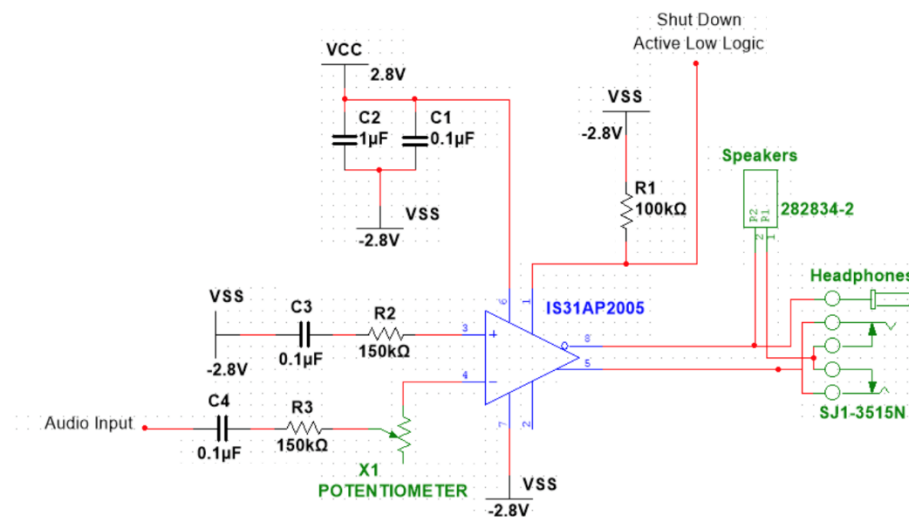 Shut Down
Active Low Logic
VCC
2.8V
C2
1µF
C1
0.1µF
VSS
-2.8V
VSS
-2.8V
R1
100kΩ
Speakers
P2
P1
2
1
282834-2
Headphones
VSS
-2.8V
C3
0.1µF
R2
150kΩ
3
4
6
1
IS31AP2005
8
5
7
2
SJ1-3515N
Audio Input
C4
0.1µF
R3
150kΩ
X1
POTENTIOMETER
VSS
-2.8V